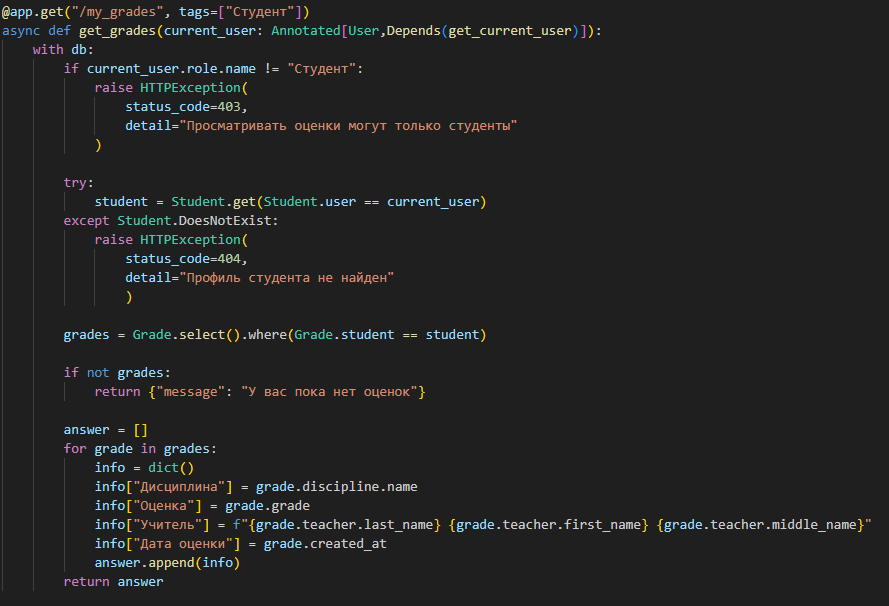 @app.get("/my_grades", tags=["Студент"])
async def get_grades(current_user: Annotated[User,Depends(get_current_user)]):
    with db:
        if current_user.role.name != "Студент":
            raise HTTPException(
                status_code=403,
                detail="Просматривать оценки могут только студенты"
            )

        try:
            student = Student.get(Student.user == current_user)
        except Student.DoesNotExist:
            raise HTTPException(
                status_code=404,
                detail="Профиль студента не найден"
                )

        grades = Grade.select().where(Grade.student == student)

        if not grades:
            return {"message": "У вас пока нет оценок"}

        answer = []
        for grade in grades:
            info = dict()
            info["Дисциплина"] = grade.discipline.name
            info["Оценка"] = grade.grade
            info["Учитель"] = f"{grade.teacher.last_name} {grade.teacher.first_name} {grade.teacher.middle_name}"
            info["Дата оценки"] = grade.created_at
            answer.append(info)
        return answer